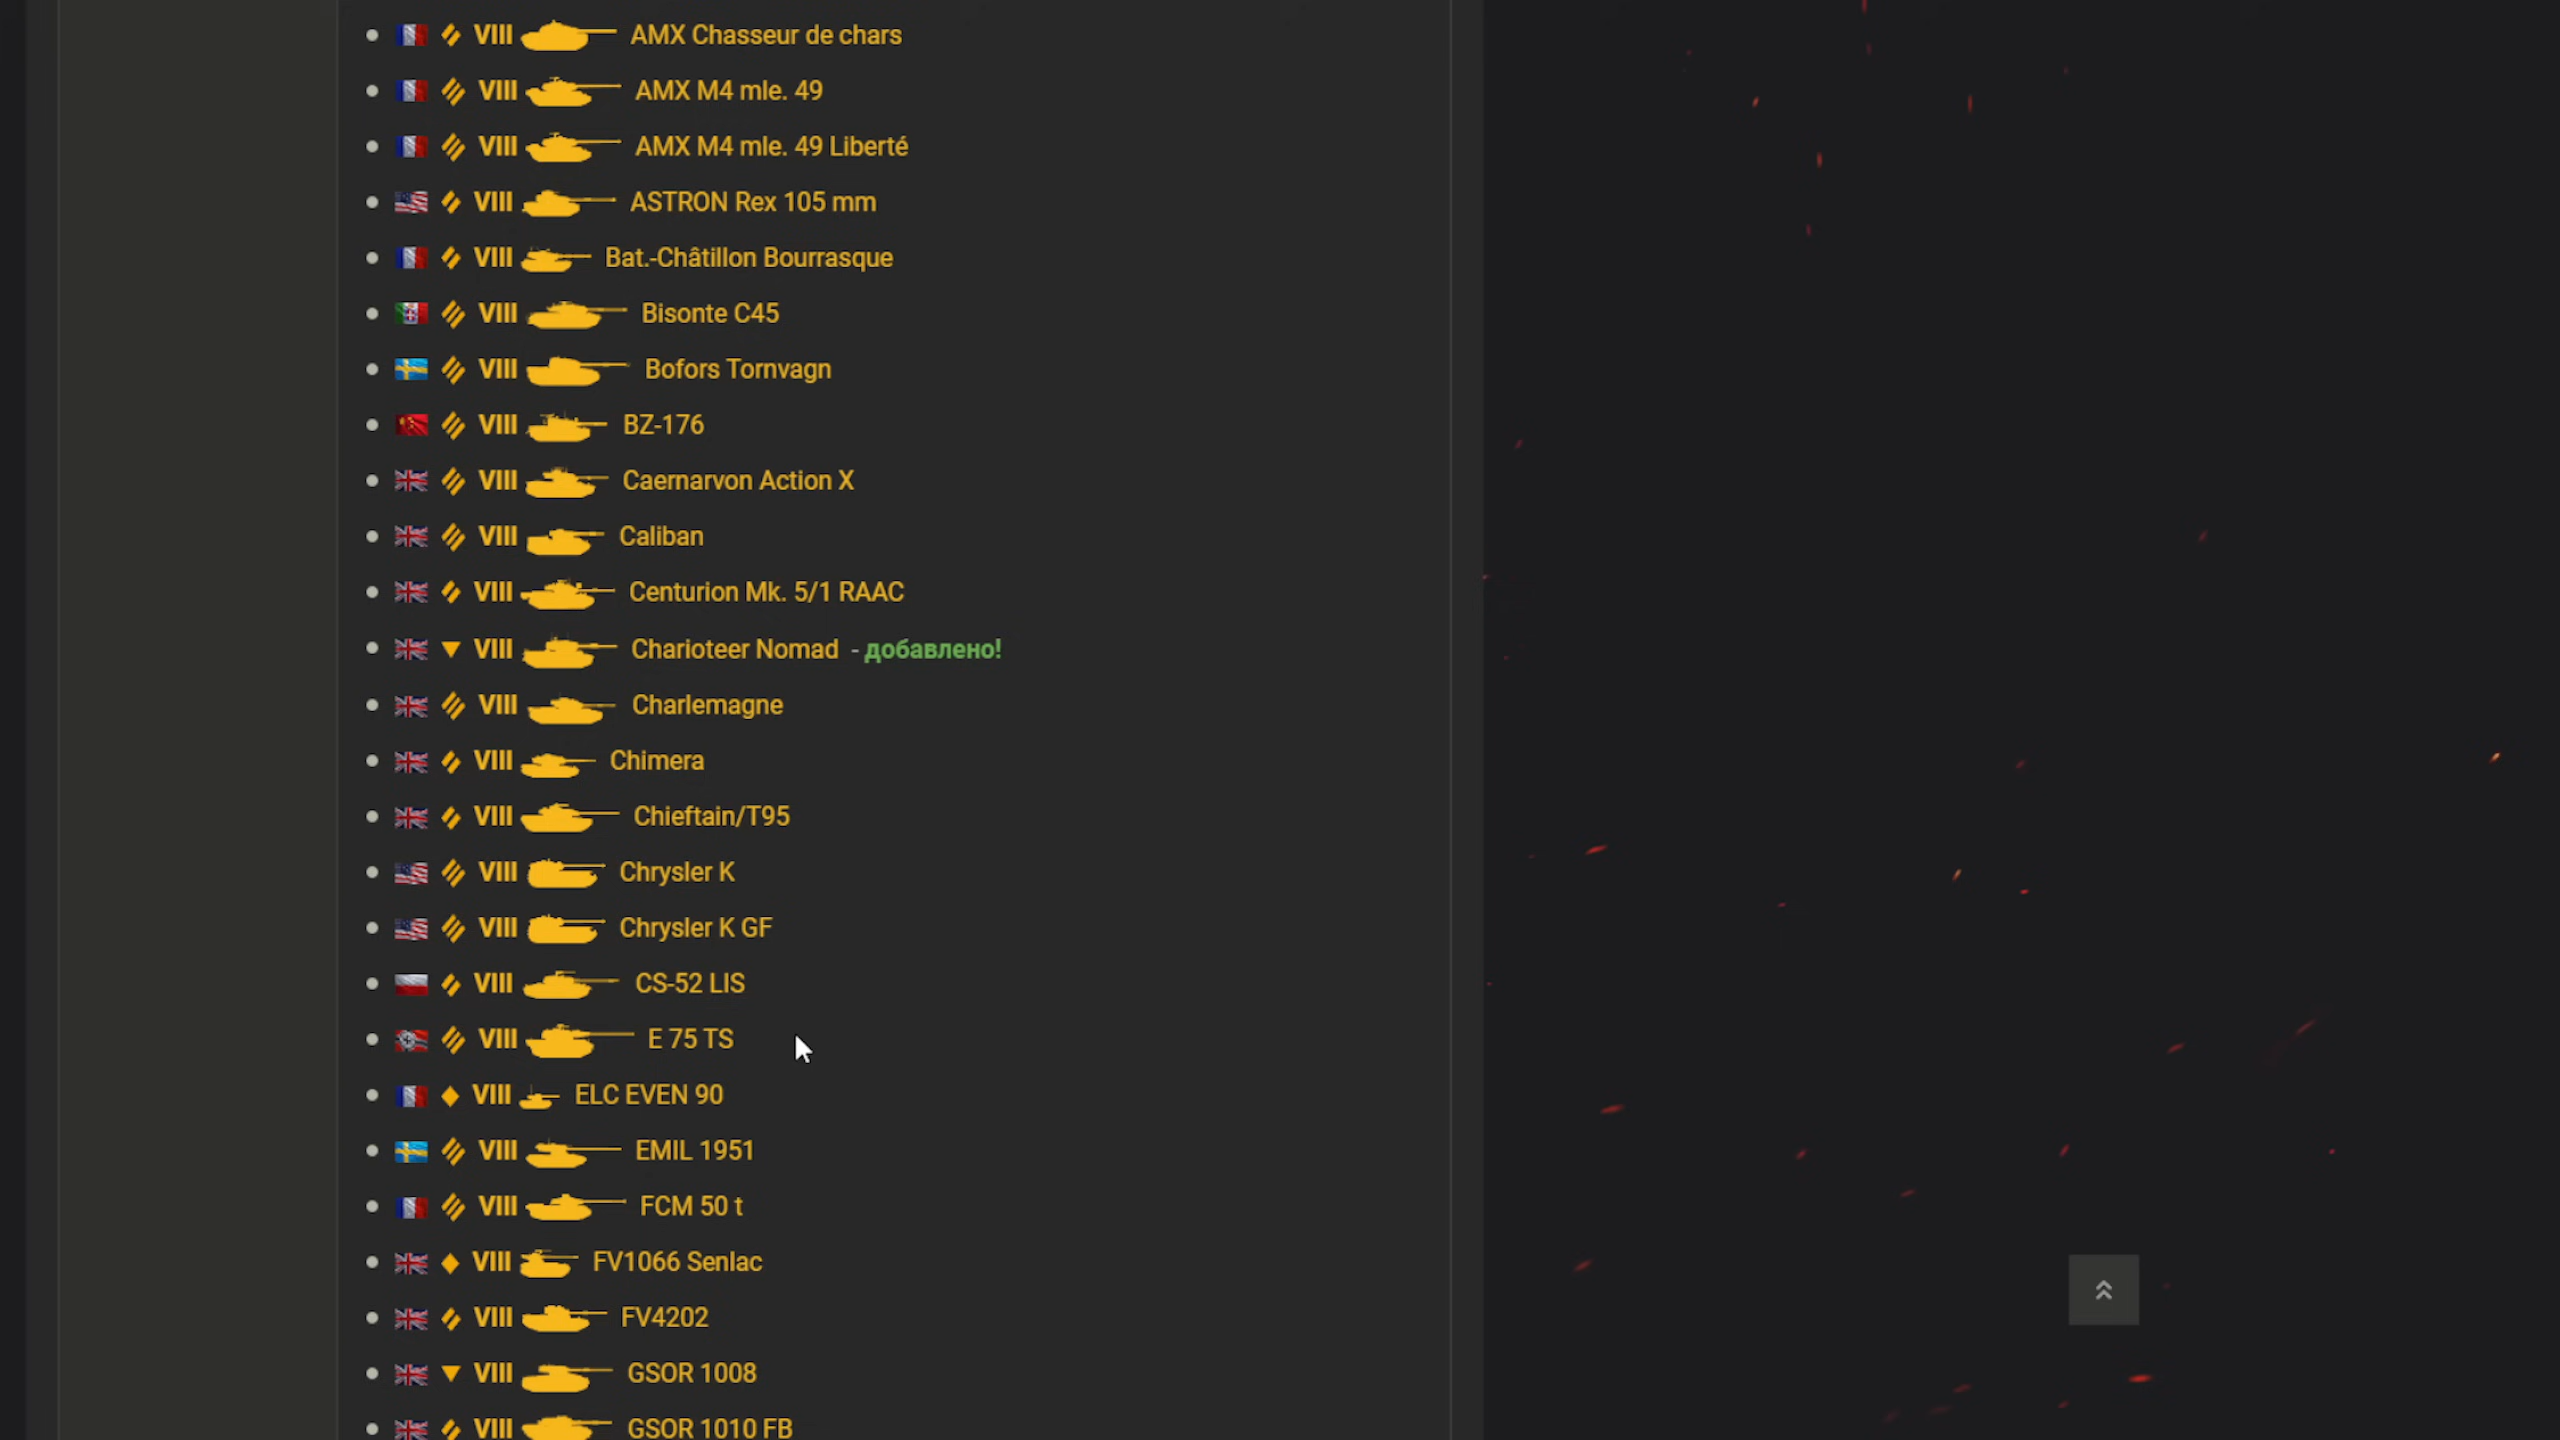 VIII AMX Chasseur de chars
VIII AMX M4 mle. 49
VIII AMX M4 mle. 49 Liberté
VIII ASTRON Rex 105 mm
VIII Bat.-Châtillon Bourrasque
VIII Bisonte C45
VIII Bofors Tornvagn
VIII BZ-176
VIII Caernarvon Action X
VIII Caliban
VIII Centurion Mk. 5/1 RAAC
VIII Charioteer Nomad - добавлено!
VIII Charlemagne
VIII Chimera
VIII Chieftain/T95
VIII Chrysler K
VIII Chrysler K GF
VIII CS-52 LIS
VIII E 75 TS
VIII ELC EVEN 90
VIII EMIL 1951
VIII FCM 50 t
VIII FV1066 Senlac
VIII FV4202
VIII GSOR 1008
VIII GSOR 1010 FB